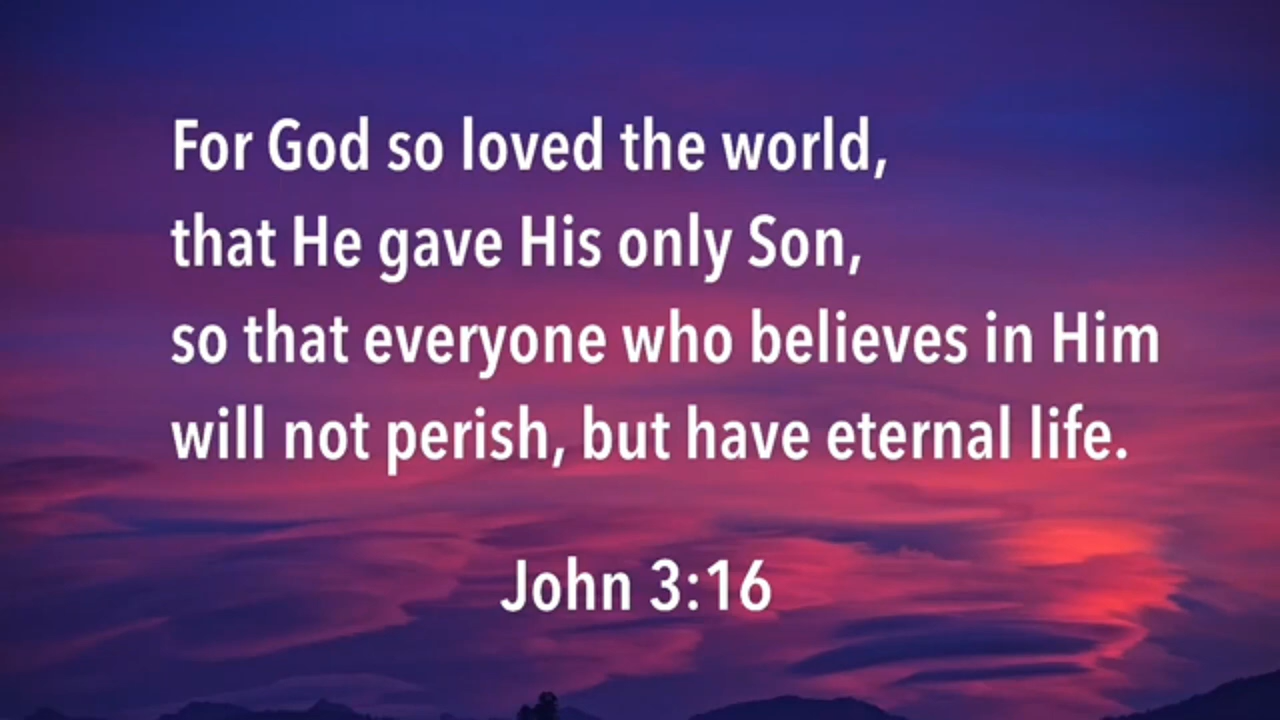 For God so loved the world,
that He gave His only Son,
so that everyone who believes in Him
will not perish, but have eternal life.
John 3:16